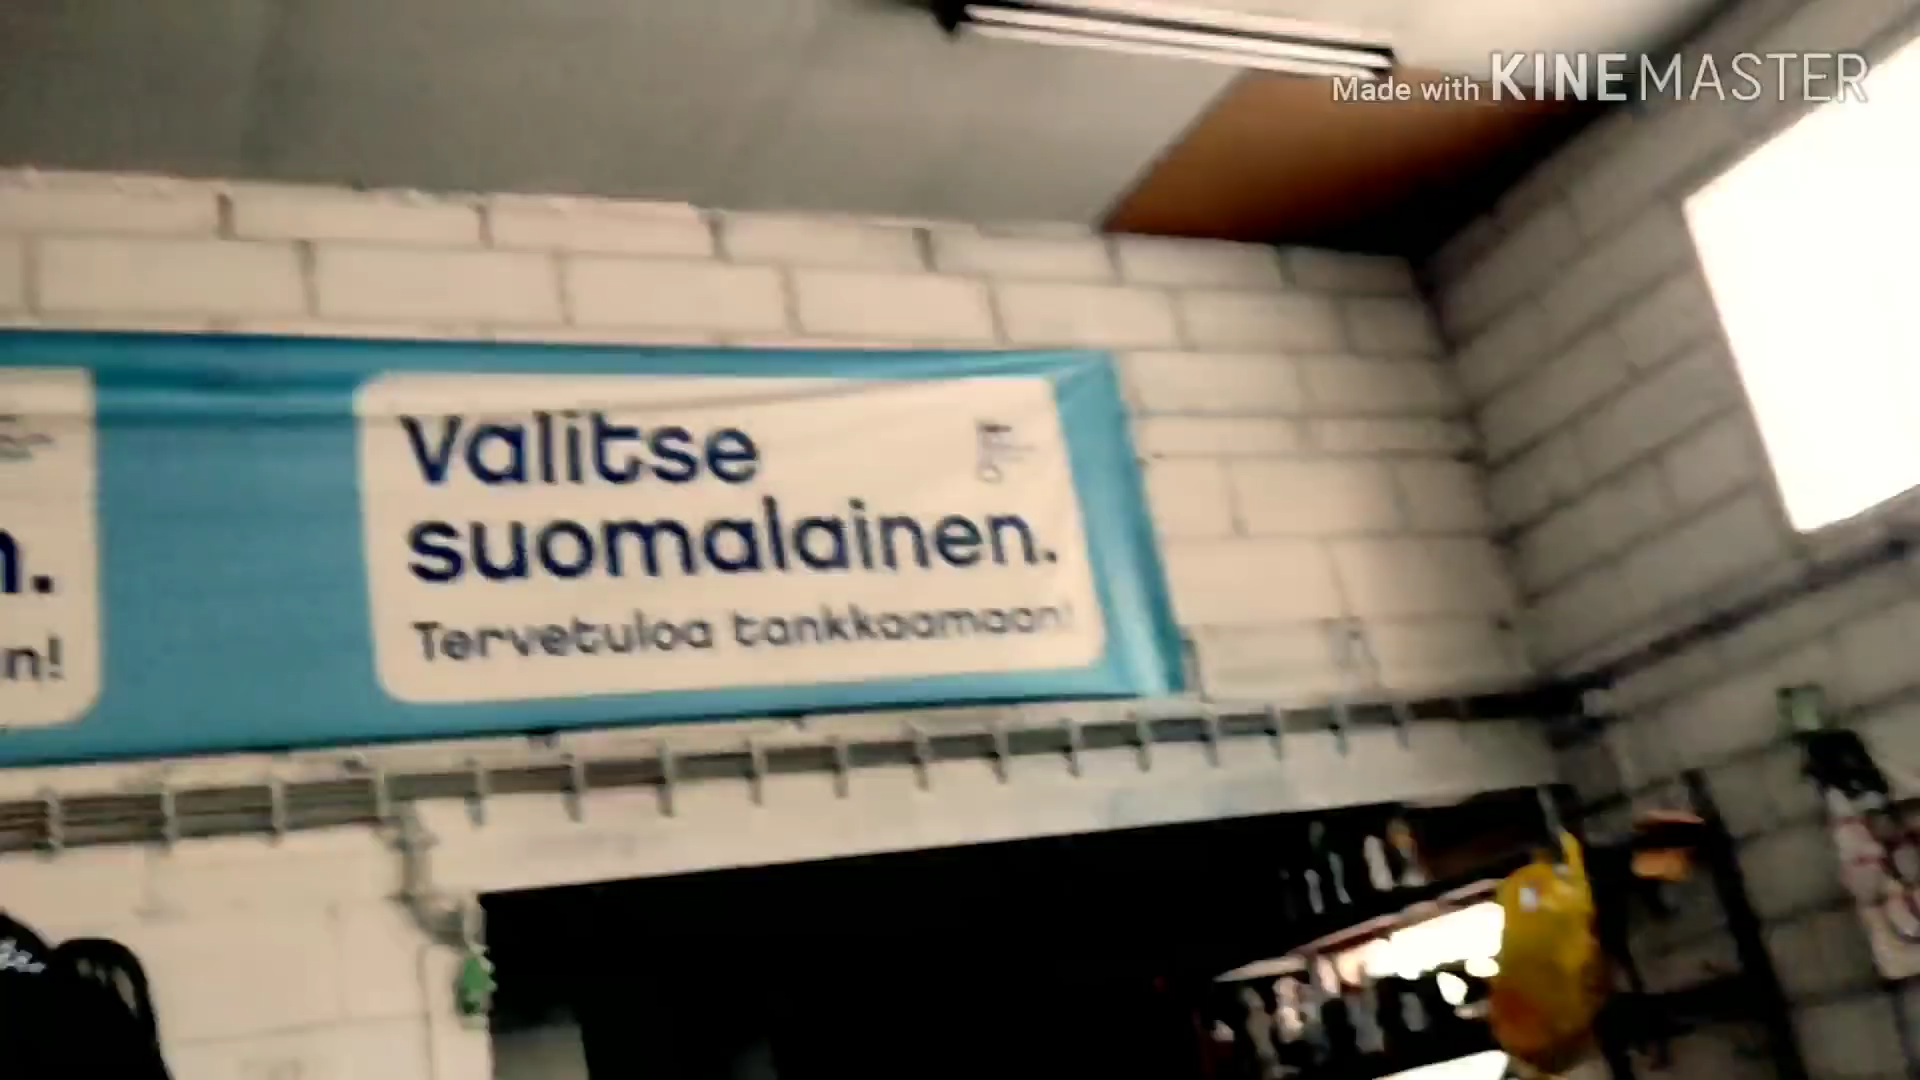 Made with KINEMASTER
Valitse
suomalainen.
Tervetuloa tankkaamaan!
n.
n!